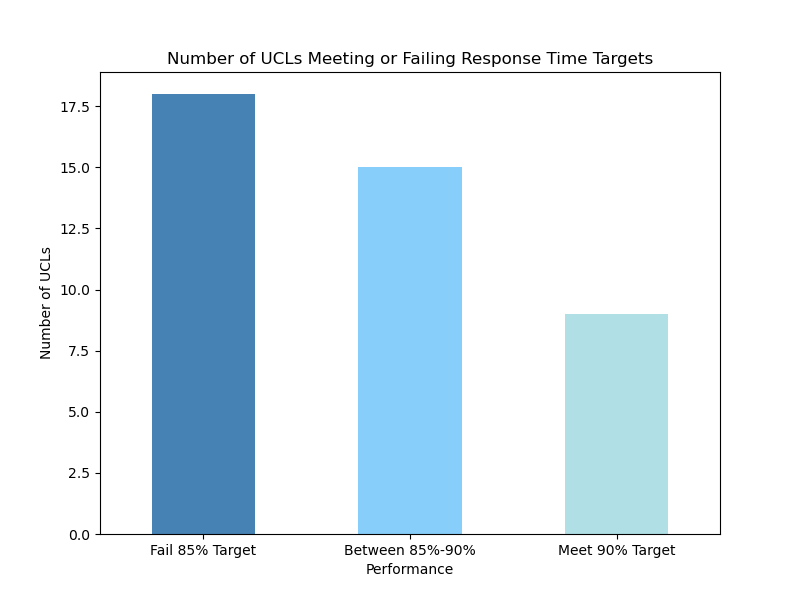 Number of UCLs Meeting or Failing Response Time Targets
17.5
15.0
12.5
10.0
7.5
5.0
2.5
0.0
Number of UCLs
Fail 85% Target
Between 85%-90%
Meet 90% Target
Performance